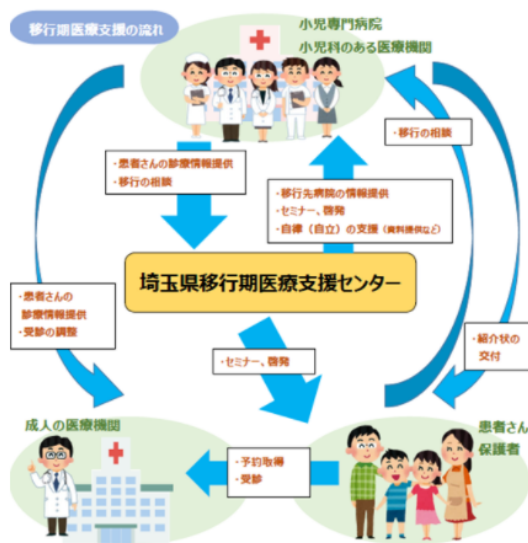 移行期医療支援の流れ
小児専門病院
小児科のある医療機関
・移行の相談
・患者さんの診療情報提供
・移行の相談
・移行先病院の情報提供
・セミナー、啓発
・自律（自立）の支援（資料提供など）
埼玉県移行期医療支援センター
・患者さんの
診療情報提供
・受診の調整
・セミナー、啓発
・紹介状の
交付
成人の医療機関
患者さん
保護者
・予約取得
・受診